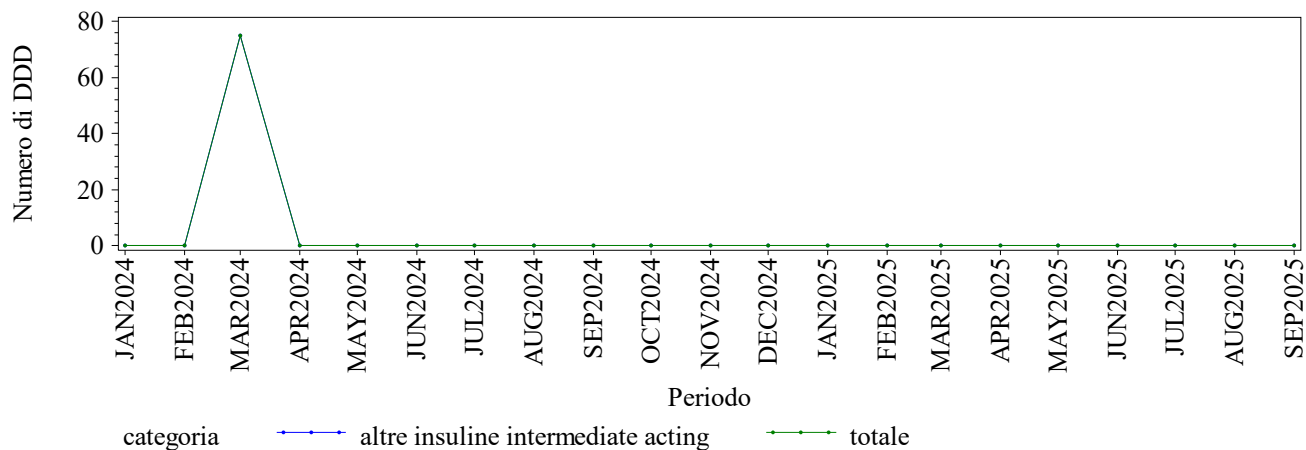 Numero di DDD
80
60
40
20
0
JAN2024
FEB2024
MAR2024
APR2024
MAY2024
JUN2024
JUL2024
AUG2024
SEP2024
OCT2024
NOV2024
DEC2024
JAN2025
FEB2025
MAR2025
APR2025
MAY2025
JUN2025
JUL2025
AUG2025
SEP2025
Periodo
categoria altre insuline intermediate acting totale